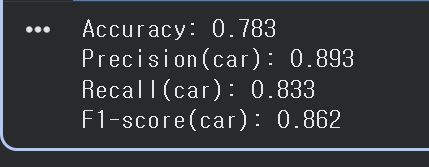 Accuracy: 0.783
Precision(car): 0.893
Recall(car): 0.833
F1-score(car): 0.862